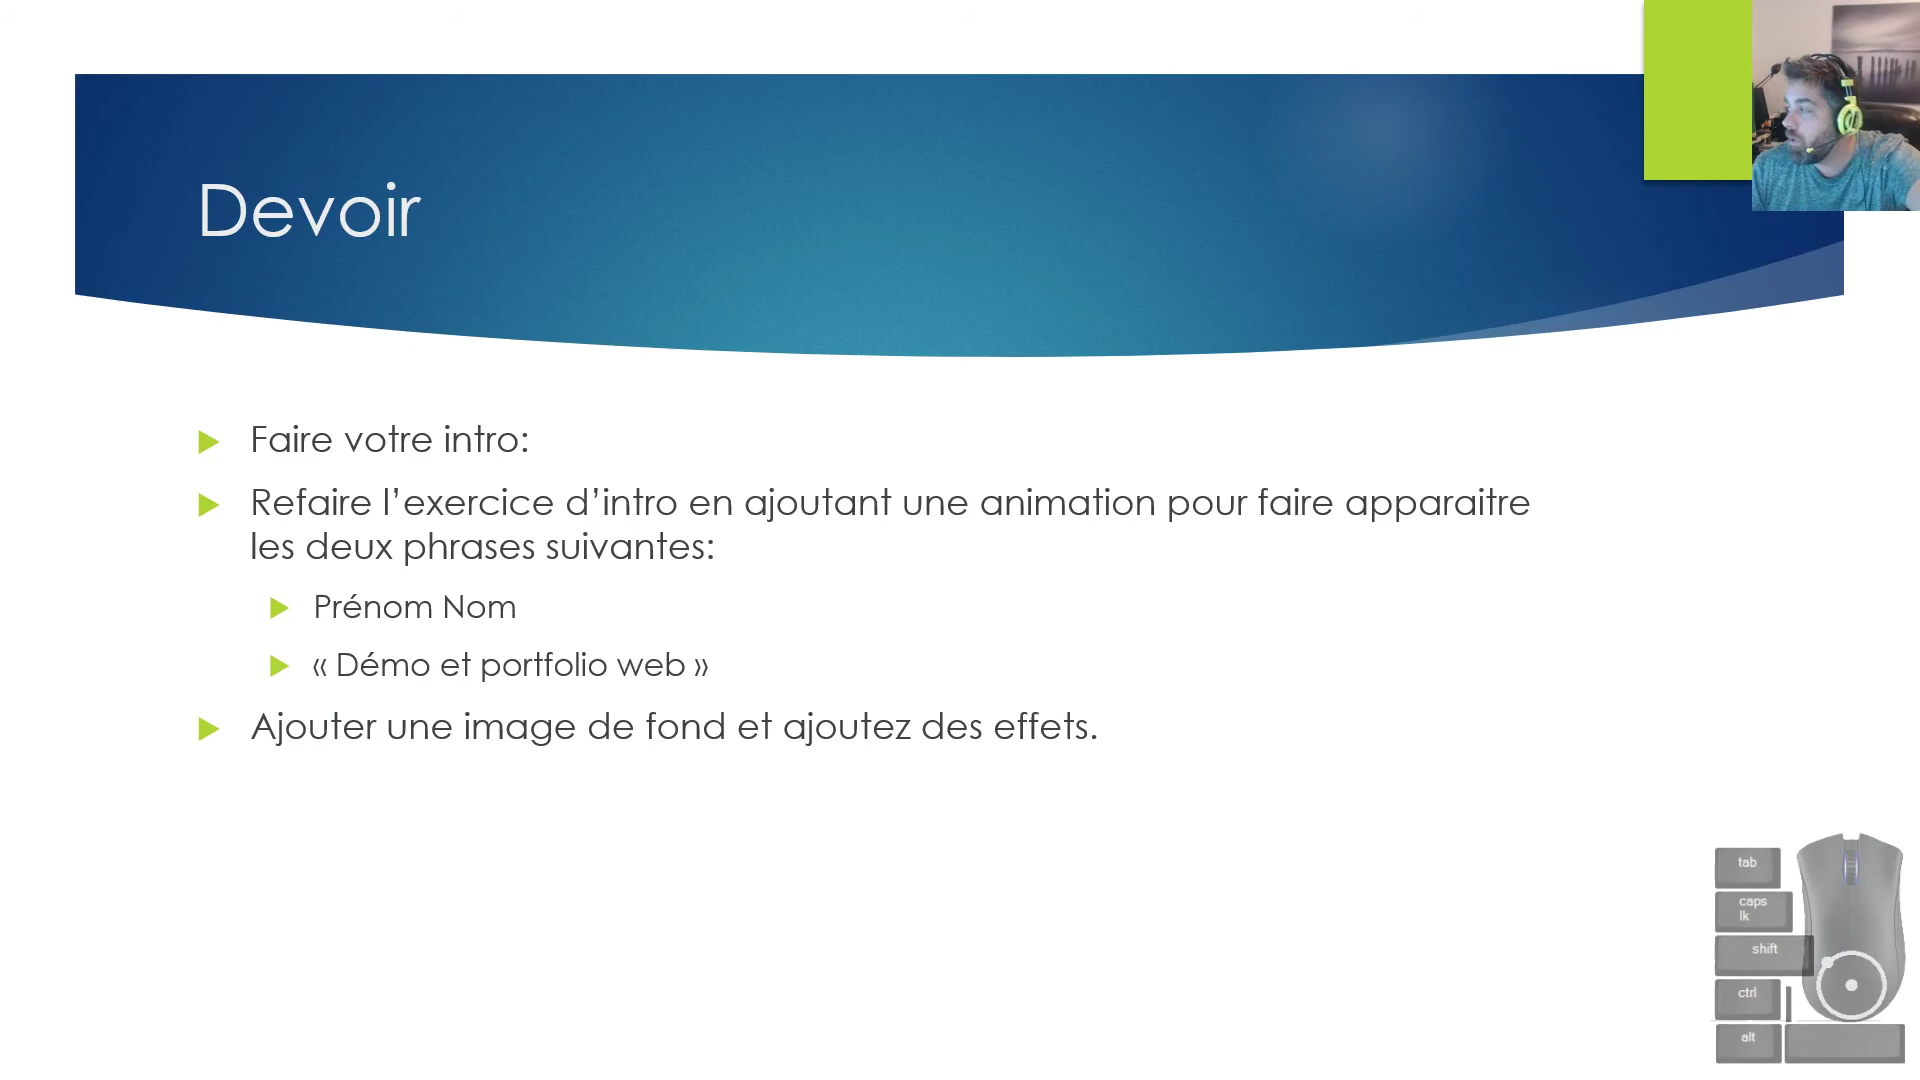 Devoir
Faire votre intro:
Refaire l’exercice d’intro en ajoutant une animation pour faire apparaitre
les deux phrases suivantes:
Prénom Nom
« Démo et portfolio web »
Ajouter une image de fond et ajoutez des effets.
tab
caps
lk
shift
ctrl
alt